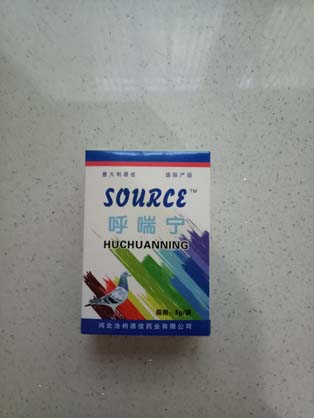 意大利源佳 国际产品
SOURCE™
呼喘宁
HUCHUANNING
规格：5g/袋
河北沧州源佳药业有限公司